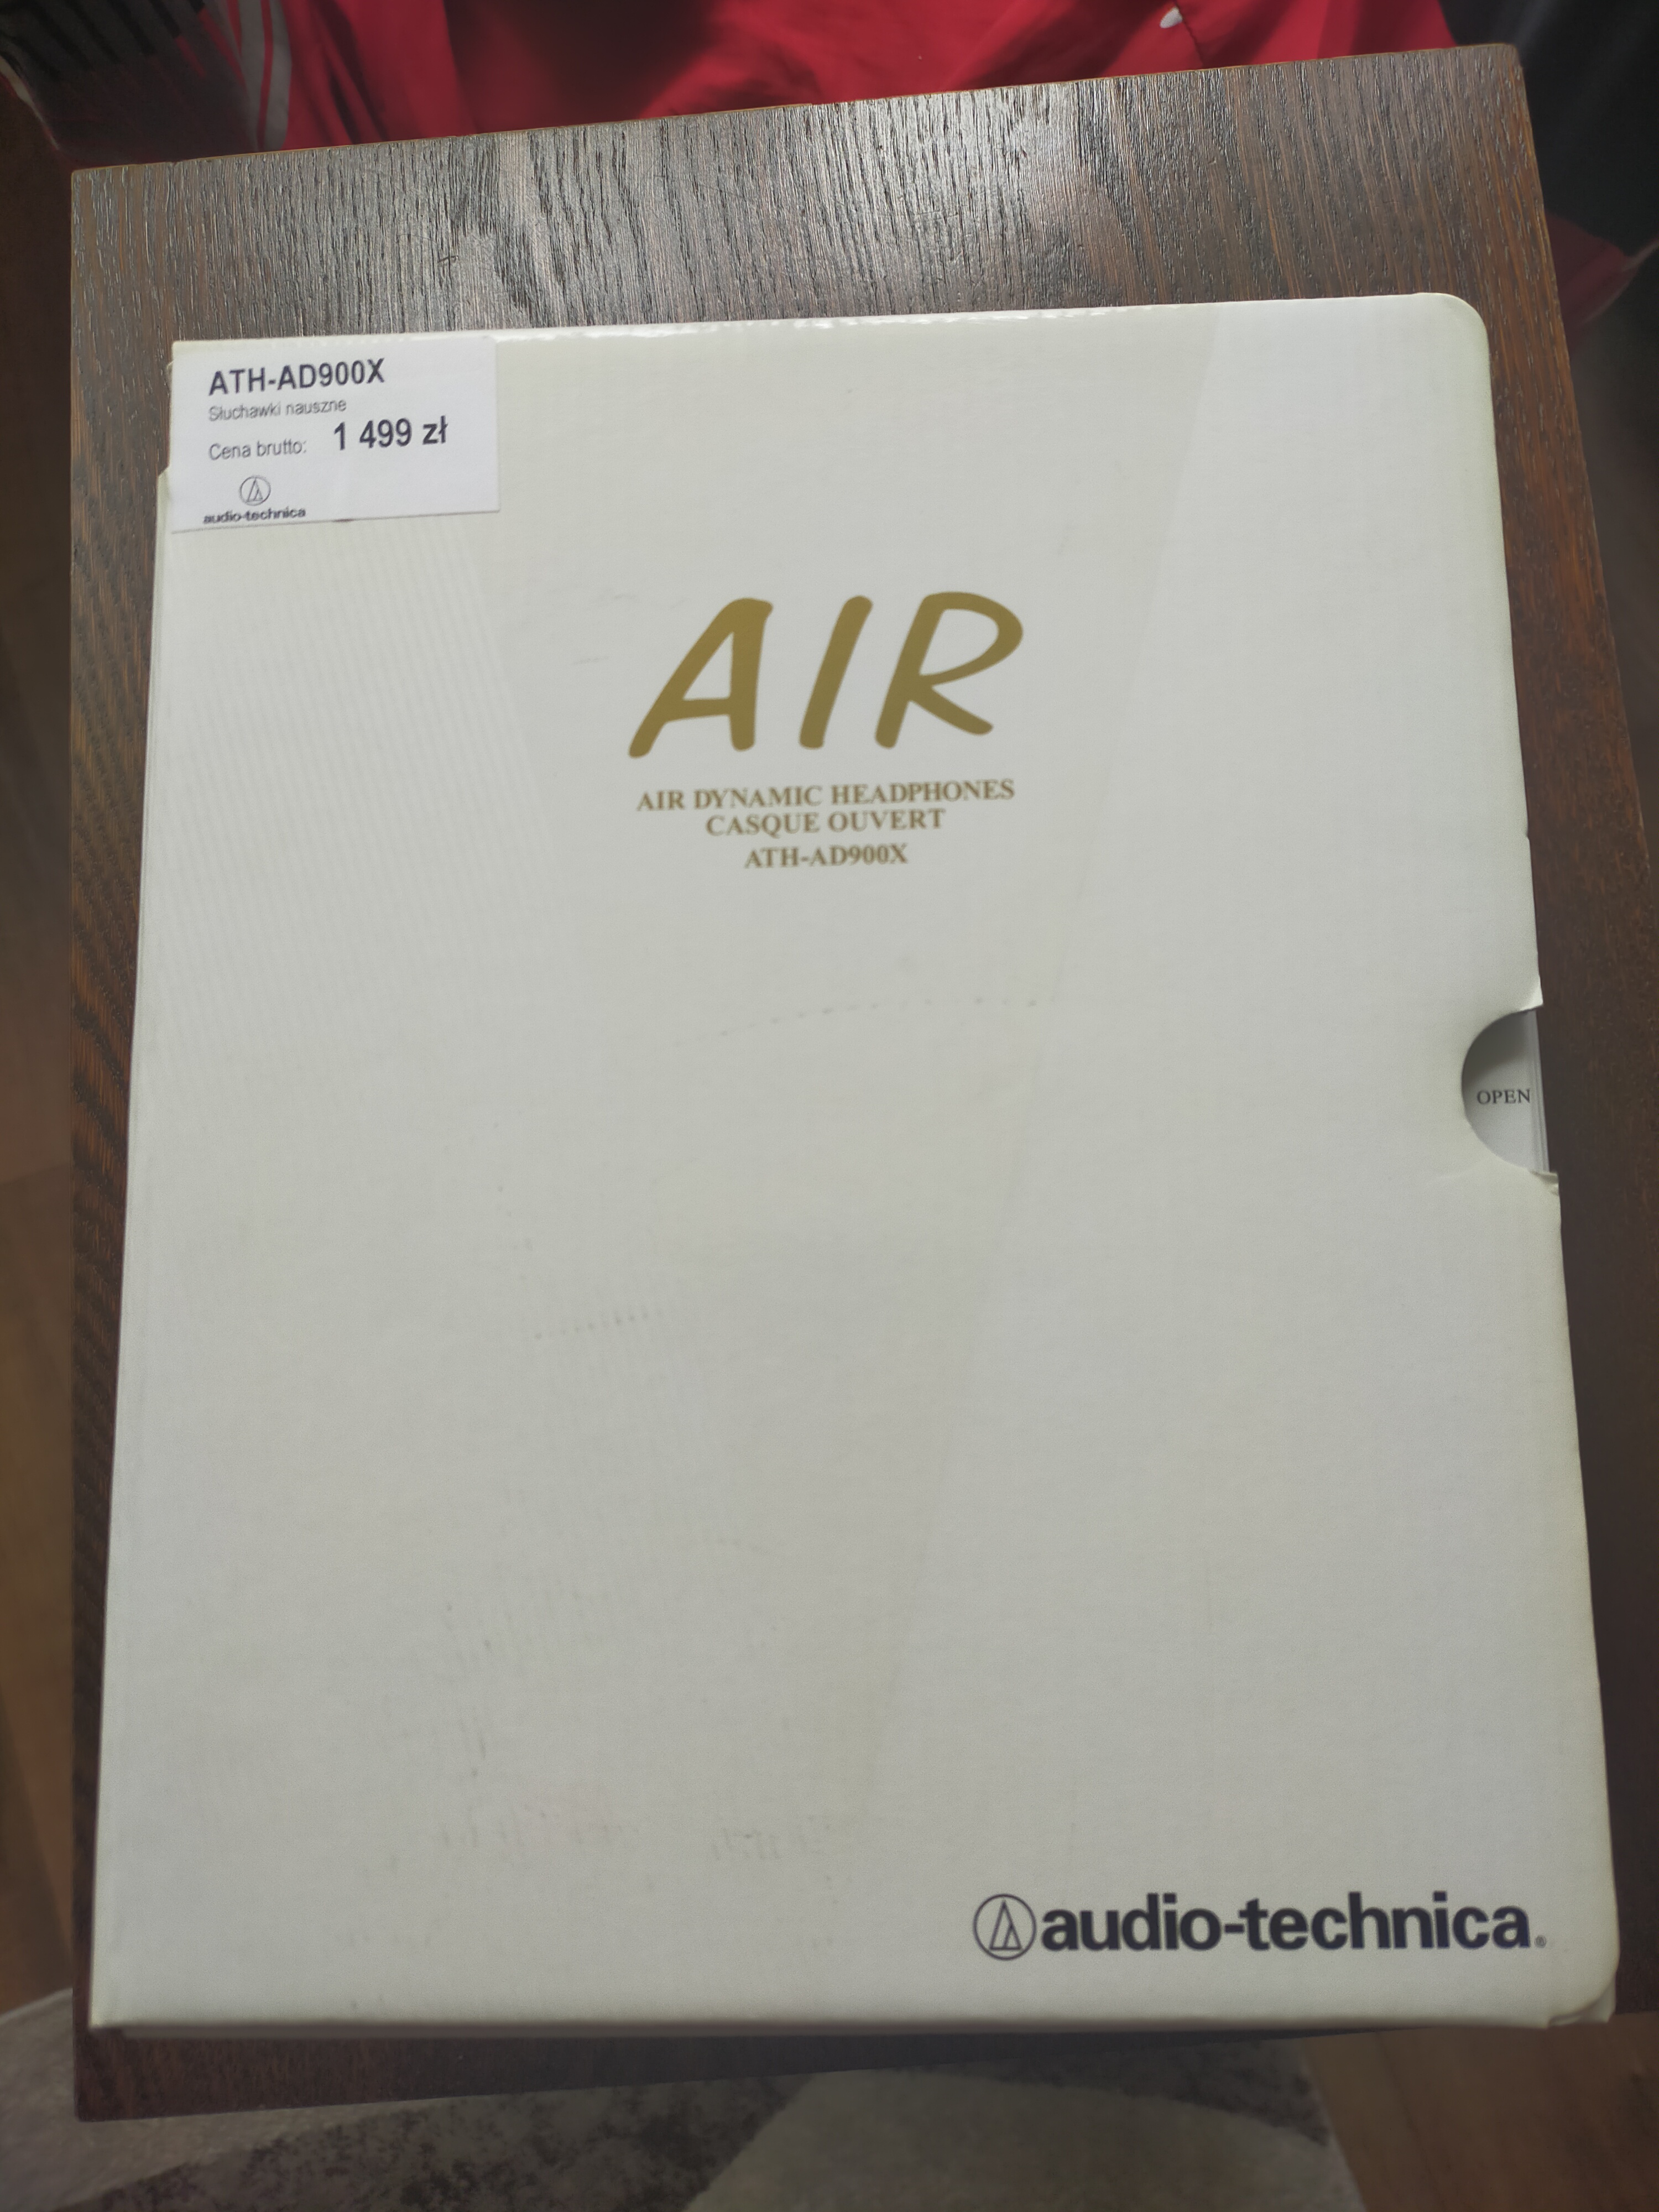 ATH-AD900X
Słuchawki nauszne
Cena brutto: 1 499 zł
audio-technica
AIR
AIR DYNAMIC HEADPHONES
CASQUE OUVERT
ATH-AD900X
OPEN
audio-technica®